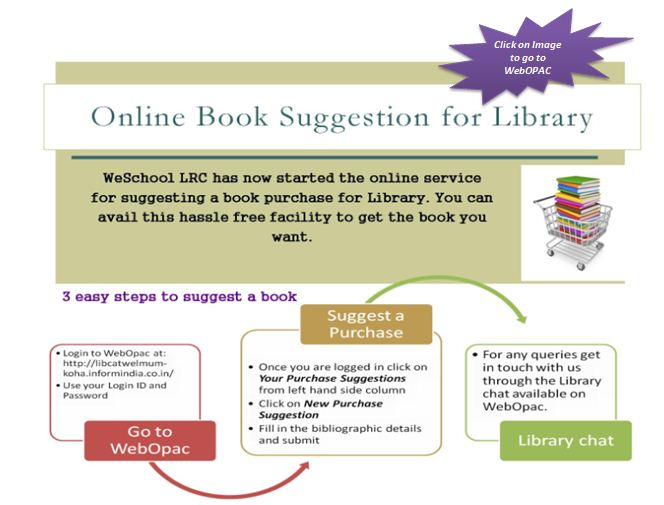 Click on Image
to go to
WebOPAC
Online Book Suggestion for Library
WeSchool LRC has now started the online service
for suggesting a book purchase for Library. You can
avail this hassle free facility to get the book you
want.
3 easy steps to suggest a book
• Login to WebOpac at:
http://libcatwelmum-
koha.informindia.co.in/
• Use your Login ID and
Password
Go to
WebOpac
Suggest a
Purchase
• Once you are logged in click on
Your Purchase Suggestions
from left hand side column
• Click on New Purchase
Suggestion
• Fill in the bibliographic details
and submit
• For any queries get
in touch with us
through the Library
chat available on
WebOpac.
Library chat